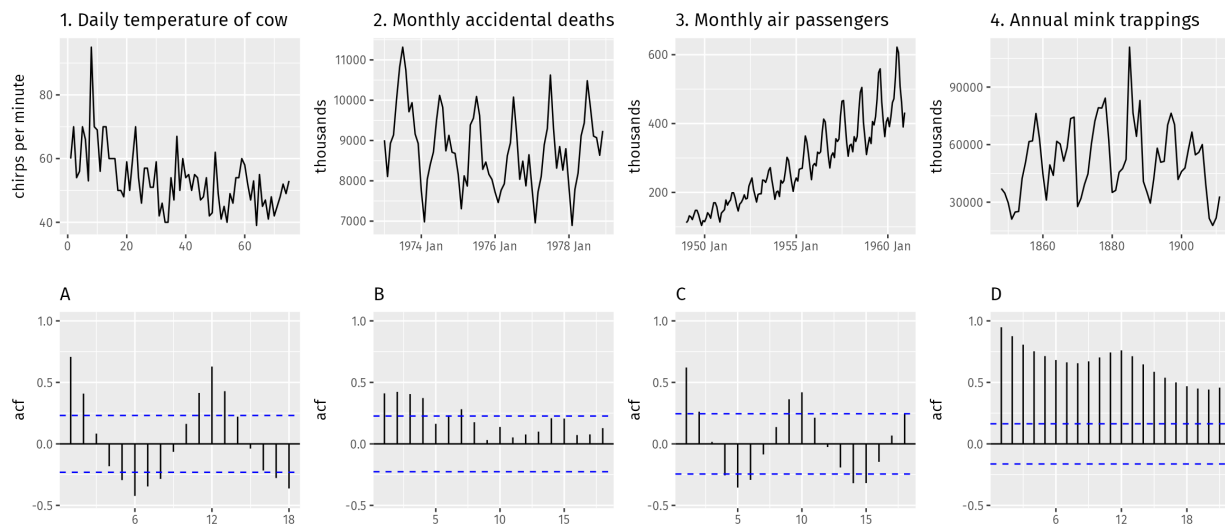 1. Daily temperature of cow
chirps per minute
80
60
40
0
20
40
60
2. Monthly accidental deaths
thousands
11000
10000
9000
8000
7000
1974 Jan
1976 Jan
1978 Jan
3. Monthly air passengers
thousands
600
400
200
1950 Jan
1955 Jan
1960 Jan
4. Annual mink trappings
thousands
90000
60000
30000
1860
1880
1900
A
acf
1.0
0.5
0.0
-0.5
6
12
18
B
acf
1.0
0.5
0.0
-0.5
5
10
15
C
acf
1.0
0.5
0.0
-0.5
5
10
15
D
acf
1.0
0.5
0.0
-0.5
6
12
18